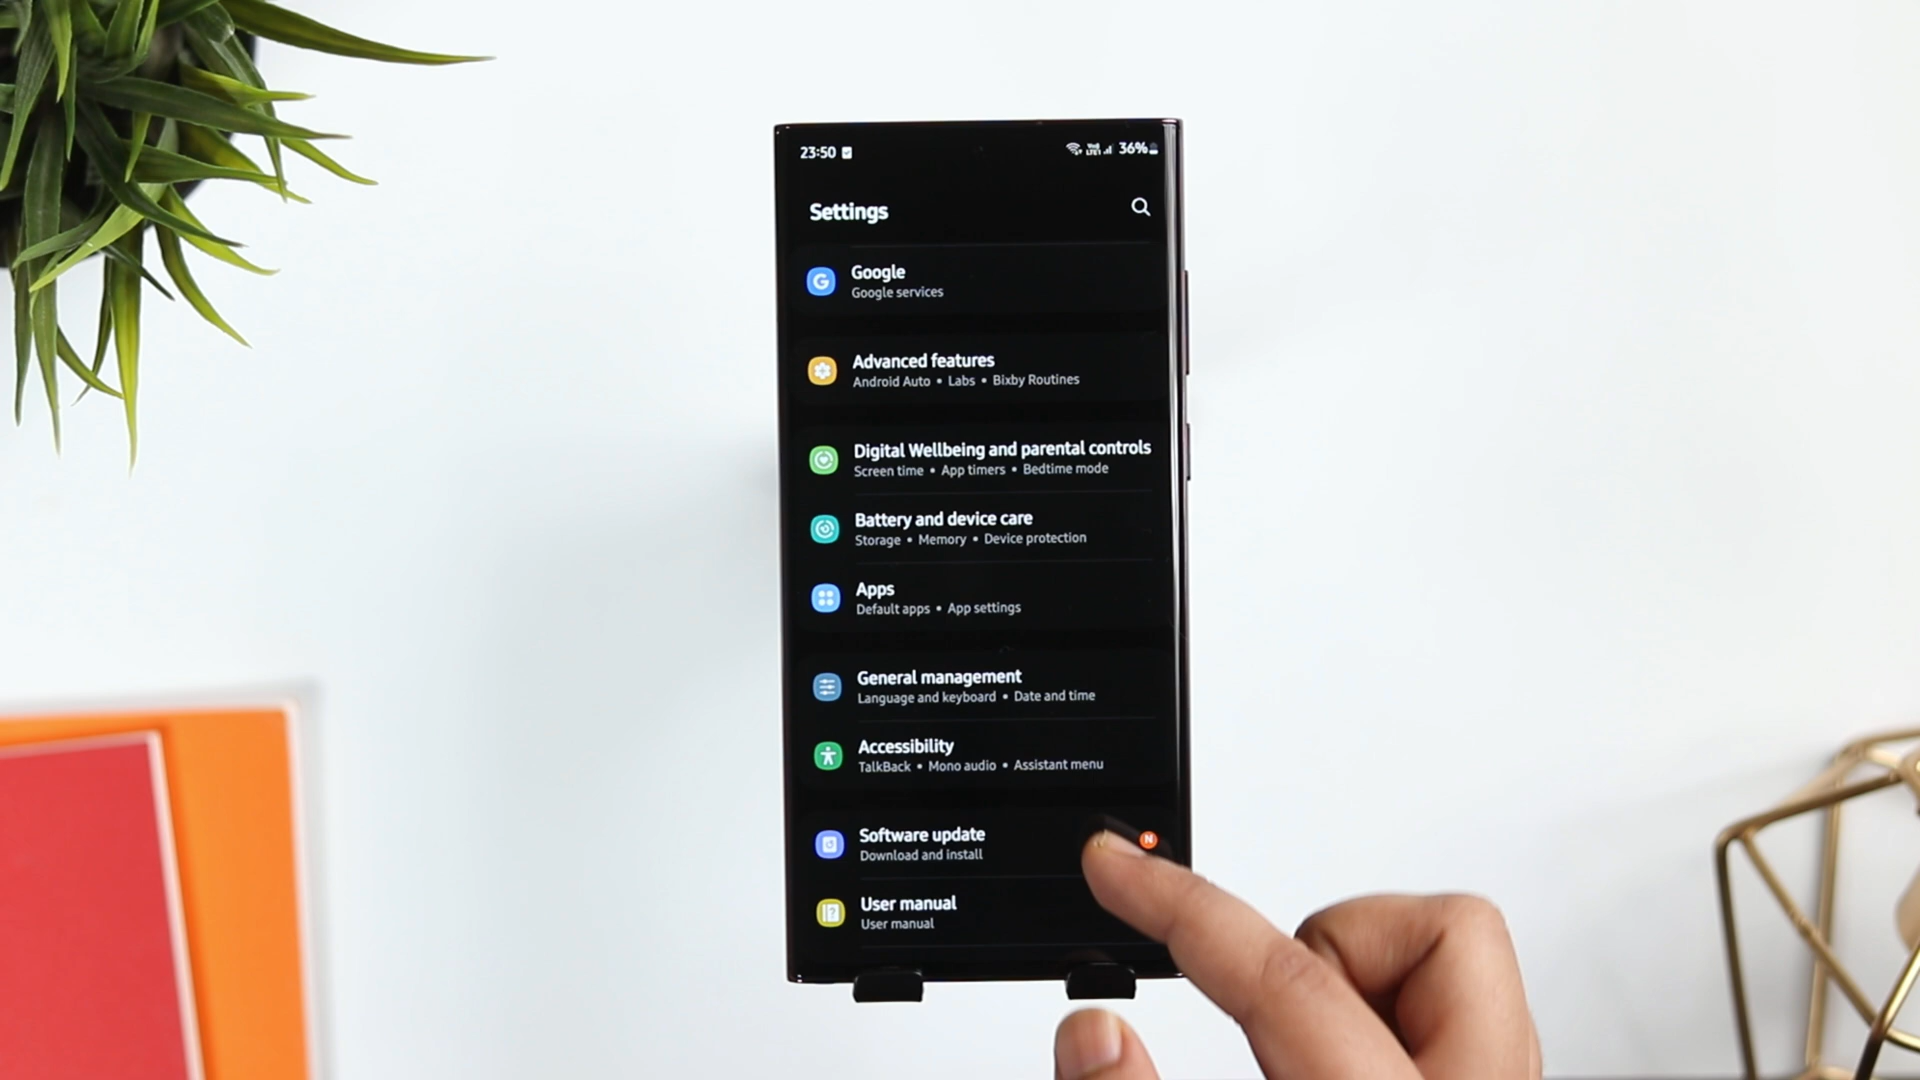 23:50 VoLTE1 36%
Settings
Google
Google services
Advanced features
Android Auto • Labs • Bixby Routines
Digital Wellbeing and parental controls
Screen time • App timers • Bedtime mode
Battery and device care
Storage • Memory • Device protection
Apps
Default apps • App settings
General management
Language and keyboard • Date and time
Accessibility
TalkBack • Mono audio • Assistant menu
Software update N
Download and install
User manual
User manual